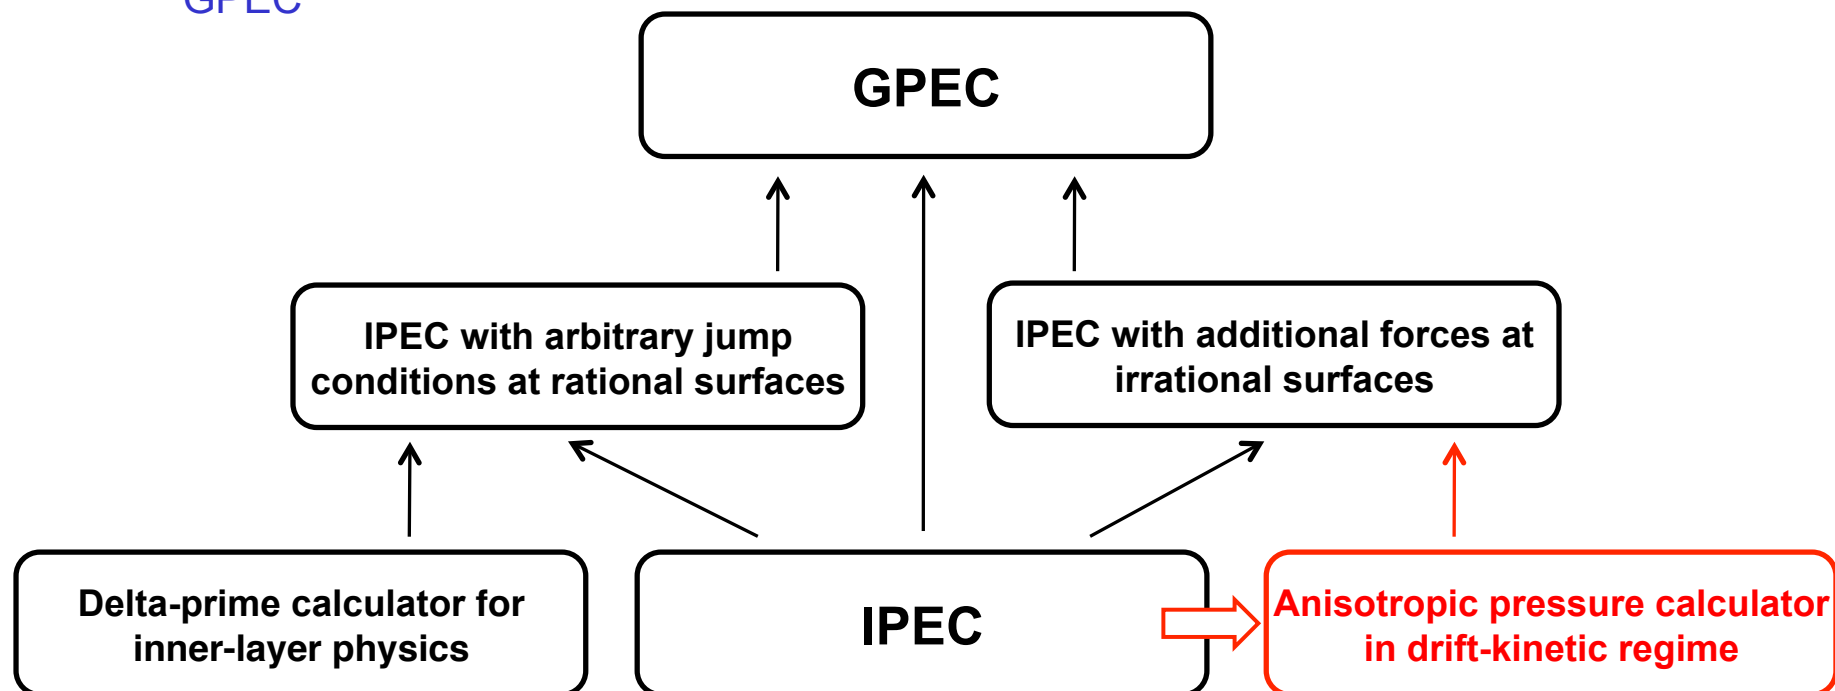 GPEC
GPEC
IPEC with arbitrary jump
conditions at rational surfaces
IPEC with additional forces at
irrational surfaces
Delta-prime calculator for
inner-layer physics
IPEC
Anisotropic pressure calculator
in drift-kinetic regime